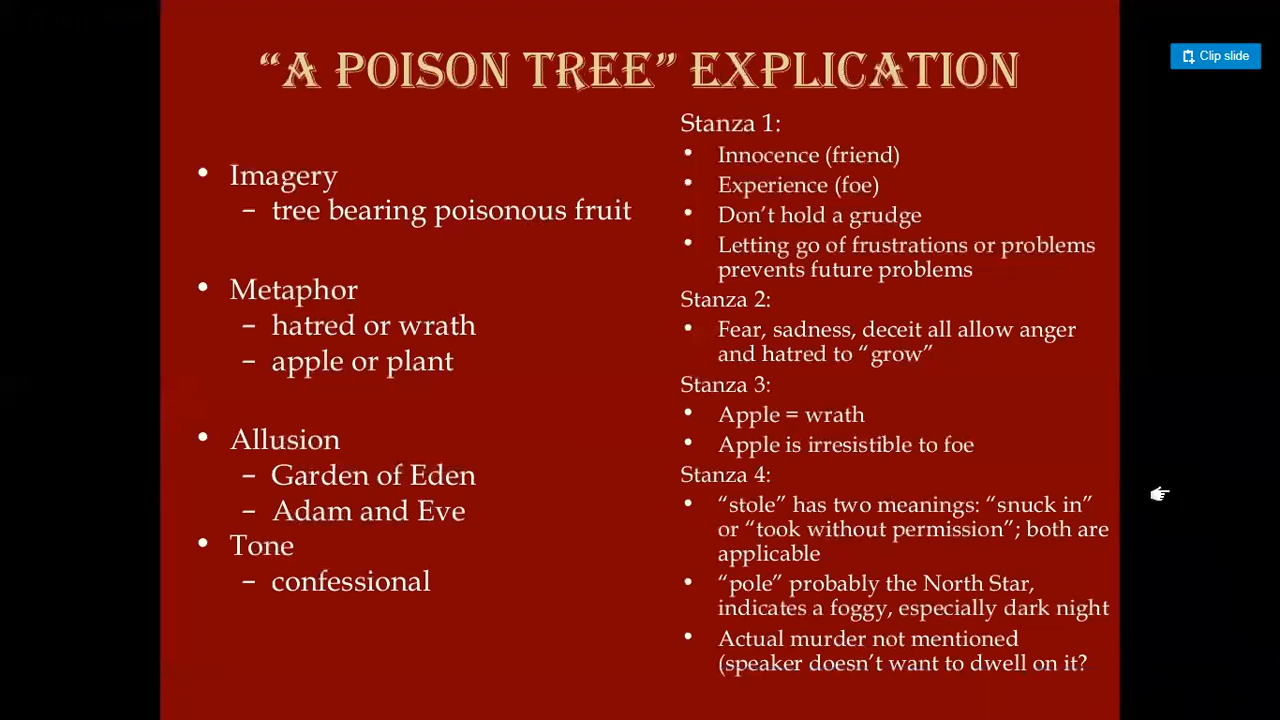 “A POISON TREE” EXPLICATION
Clip slide
• Imagery
– tree bearing poisonous fruit
• Metaphor
– hatred or wrath
– apple or plant
• Allusion
– Garden of Eden
– Adam and Eve
• Tone
– confessional
Stanza 1:
• Innocence (friend)
• Experience (foe)
• Don’t hold a grudge
• Letting go of frustrations or problems
prevents future problems
Stanza 2:
• Fear, sadness, deceit all allow anger
and hatred to “grow”
Stanza 3:
• Apple = wrath
• Apple is irresistible to foe
Stanza 4:
• “stole” has two meanings: “snuck in”
or “took without permission”; both are
applicable
• “pole” probably the North Star,
indicates a foggy, especially dark night
• Actual murder not mentioned
(speaker doesn’t want to dwell on it?